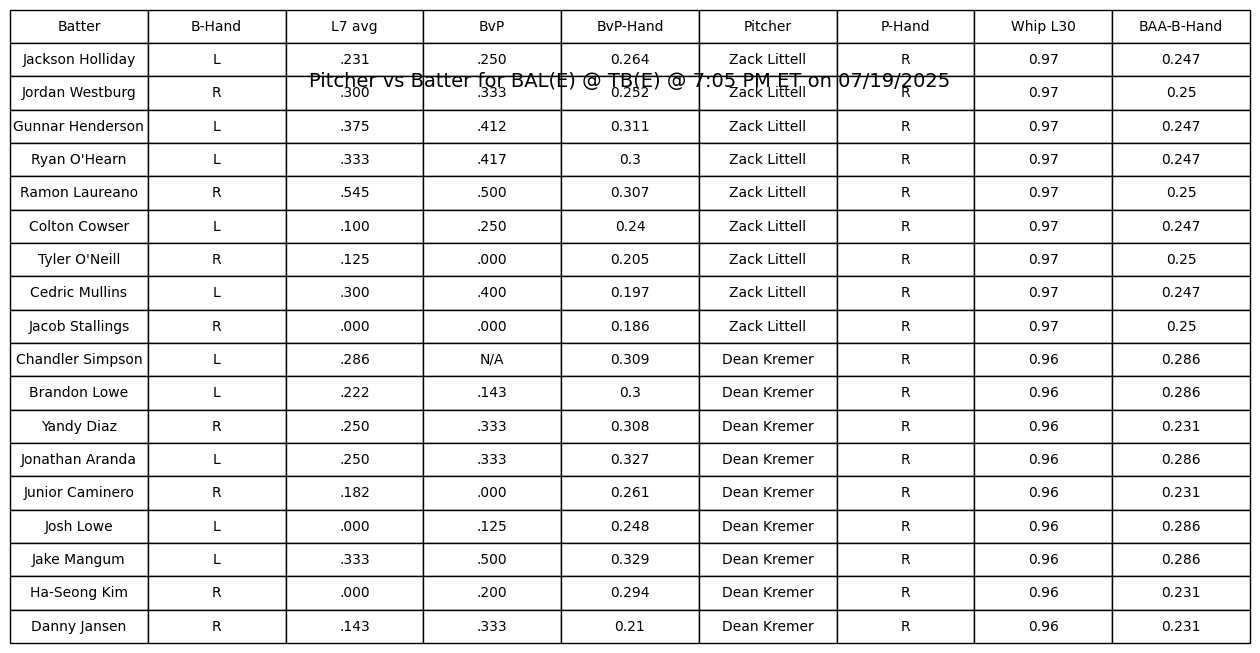 Batter B-Hand L7 avg BvP BvP-Hand Pitcher P-Hand Whip L30 BAA-B-Hand
Jackson Holliday L .231 .250 0.264 Zack Littell R 0.97 0.247
Pitcher vs Batter for BAL(E) @ TB(E) @ 7:05 PM ET on 07/19/2025
Jordan Westburg R .300 .333 0.252 Zack Littell R 0.97 0.25
Gunnar Henderson L .375 .412 0.311 Zack Littell R 0.97 0.247
Ryan O'Hearn L .333 .417 0.3 Zack Littell R 0.97 0.247
Ramon Laureano R .545 .500 0.307 Zack Littell R 0.97 0.25
Colton Cowser L .100 .250 0.24 Zack Littell R 0.97 0.247
Tyler O'Neill R .125 .000 0.205 Zack Littell R 0.97 0.25
Cedric Mullins L .300 .400 0.197 Zack Littell R 0.97 0.247
Jacob Stallings R .000 .000 0.186 Zack Littell R 0.97 0.25
Chandler Simpson L .286 N/A 0.309 Dean Kremer R 0.96 0.286
Brandon Lowe L .222 .143 0.3 Dean Kremer R 0.96 0.286
Yandy Diaz R .250 .333 0.308 Dean Kremer R 0.96 0.231
Jonathan Aranda L .250 .333 0.327 Dean Kremer R 0.96 0.286
Junior Caminero R .182 .000 0.261 Dean Kremer R 0.96 0.231
Josh Lowe L .000 .125 0.248 Dean Kremer R 0.96 0.286
Jake Mangum L .333 .500 0.329 Dean Kremer R 0.96 0.286
Ha-Seong Kim R .000 .200 0.294 Dean Kremer R 0.96 0.231
Danny Jansen R .143 .333 0.21 Dean Kremer R 0.96 0.231